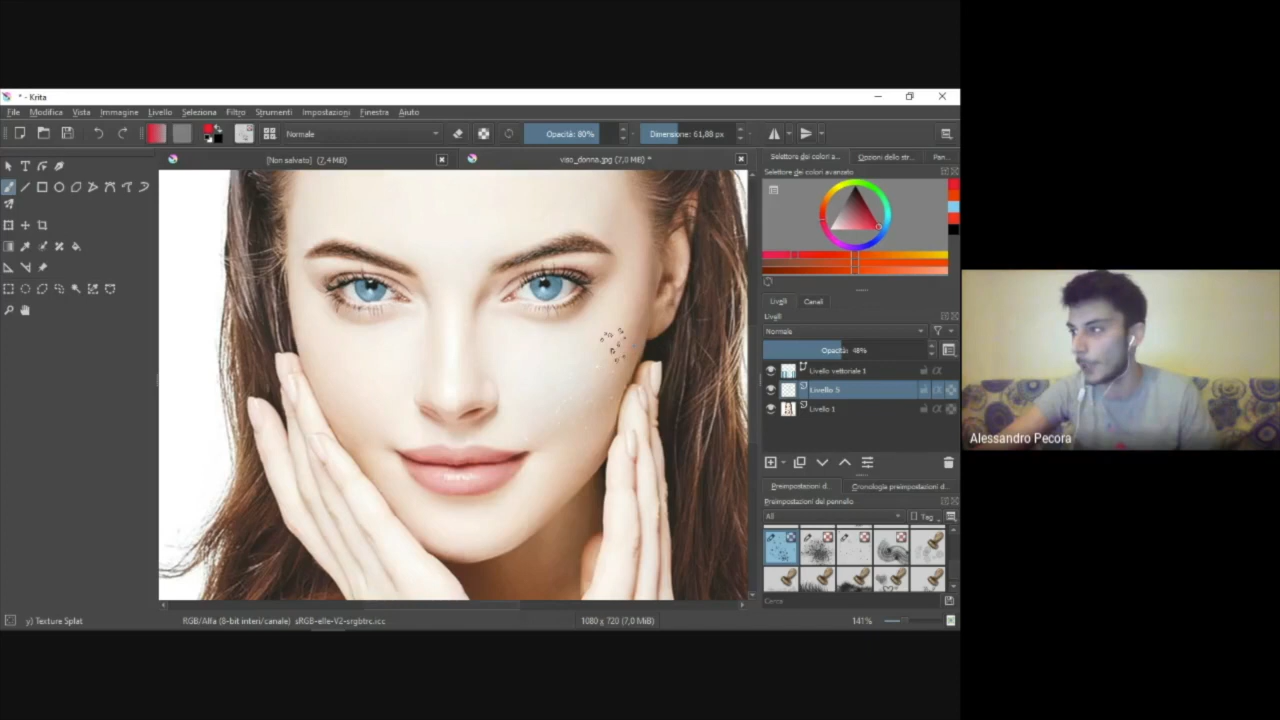 * - Krita
File Modifica Vista Immagine Livello Seleziona Filtro Strumenti Impostazioni Finestra Aiuto
Normale
Opacità: 80%
Dimensione: 61,88 px
[Non salvato] (7,4 MiB)
viso_donna.jpg (7,0 MiB) *
Selettore dei colori a...
Opzioni dello str...
Pan...
Selettore dei colori avanzato
Livelli
Canali
Livelli
Normale
Opacità: 48%
Livello vettoriale 1
Livello 5
Livello 1
Preimpostazioni d...
Cronologia preimpostazioni d...
Preimpostazioni del pennello
All
Tag
Cerca
y) Texture Splat
RGB/Alfa (8-bit interi/canale) sRGB-elle-V2-srgbtrc.icc
1080 x 720 (7,0 MiB)
141%
Alessandro Pecora